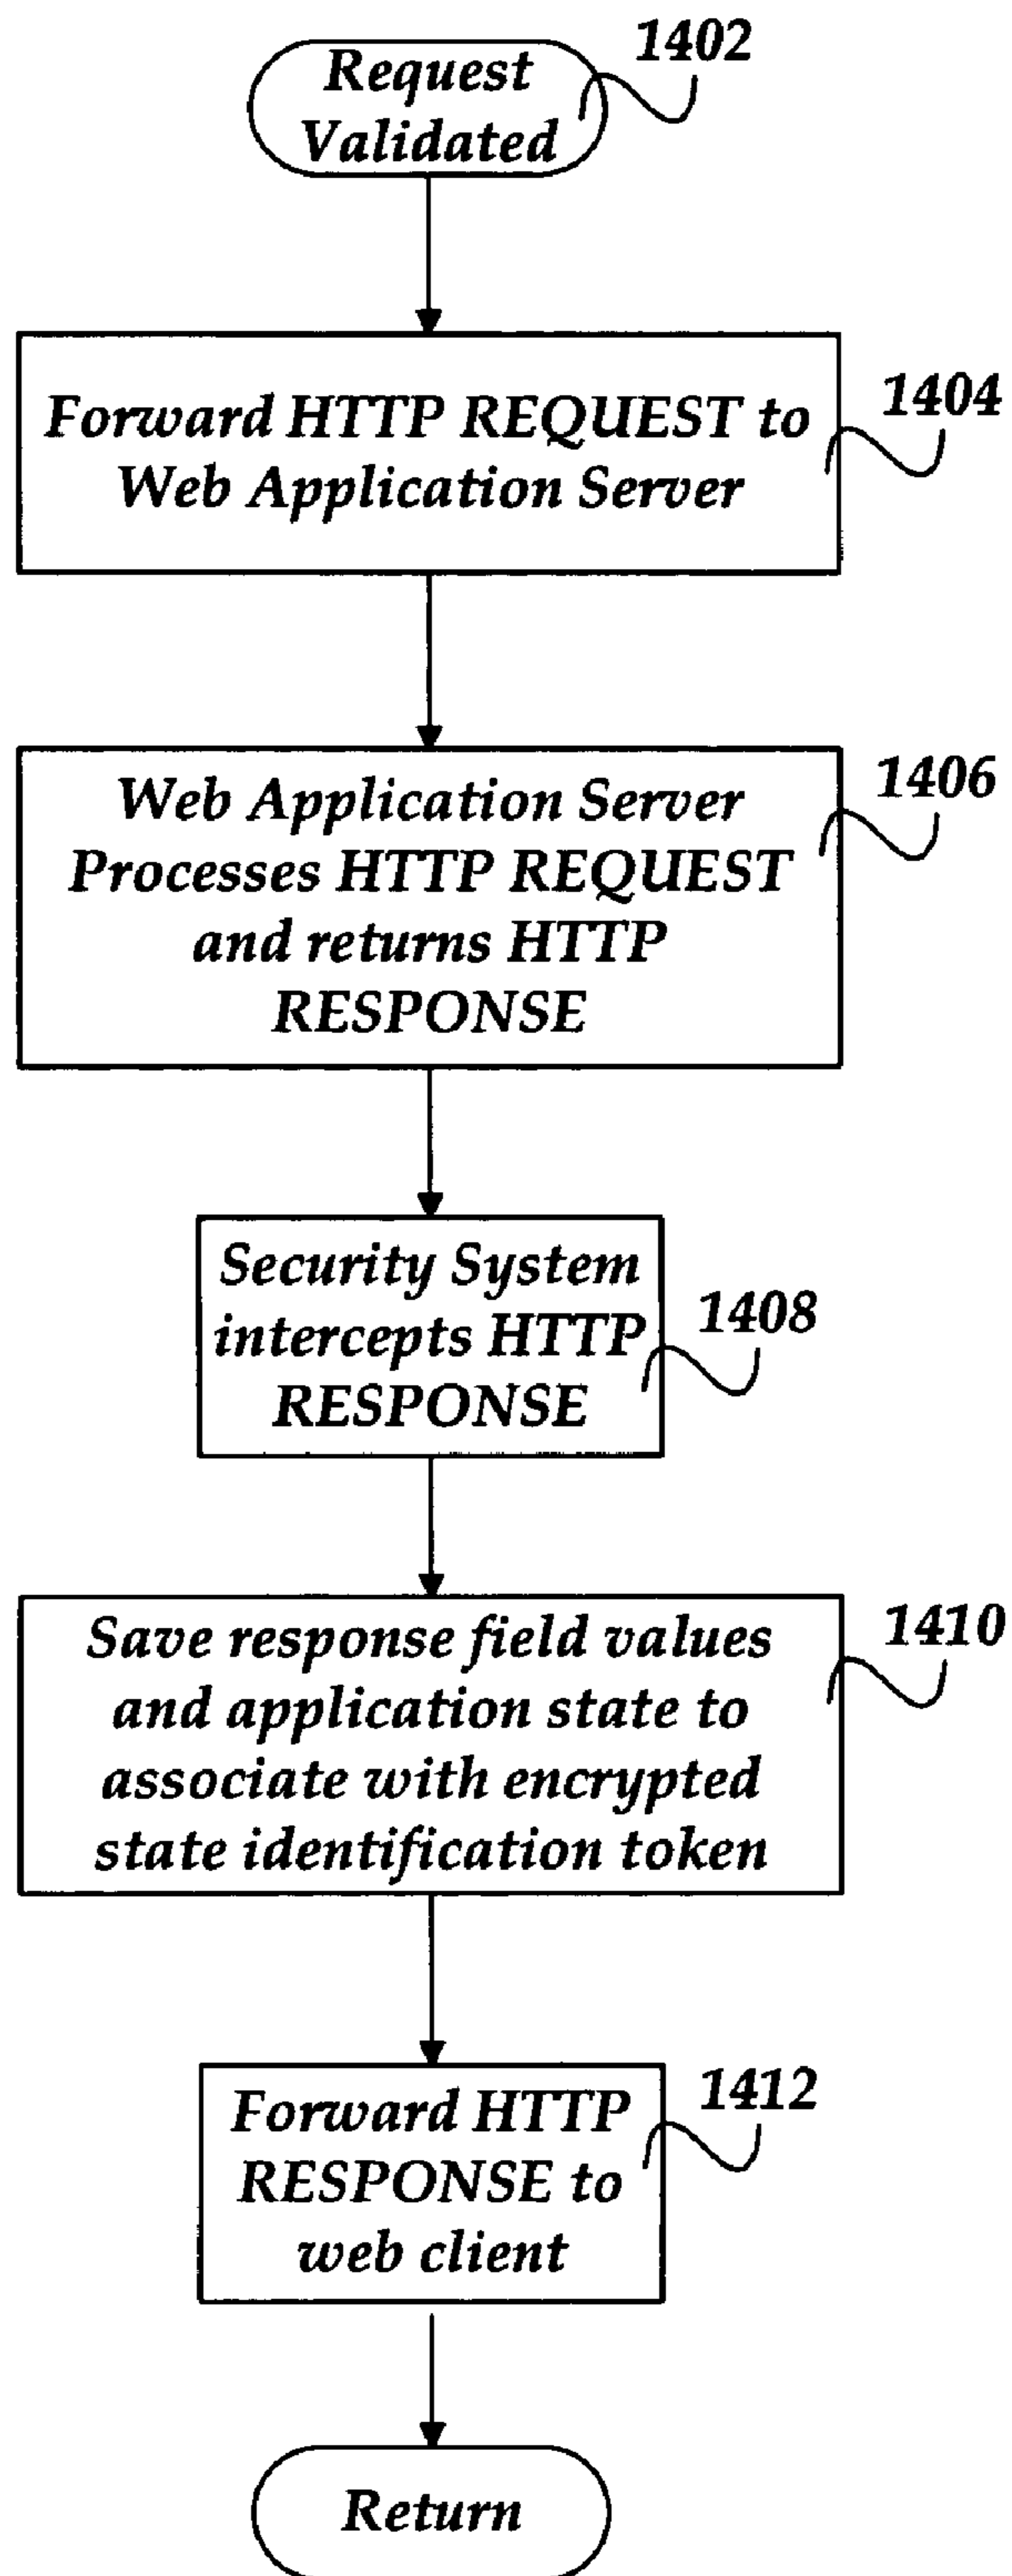 1402
Request
Validated
1404
Forward HTTP REQUEST to
Web Application Server
1406
Web Application Server
Processes HTTP REQUEST
and returns HTTP
RESPONSE
Security System
intercepts HTTP
RESPONSE
1408
Save response field values
and application state to
associate with encrypted
state identification token
1410
Forward HTTP
RESPONSE to
web client
1412
Return